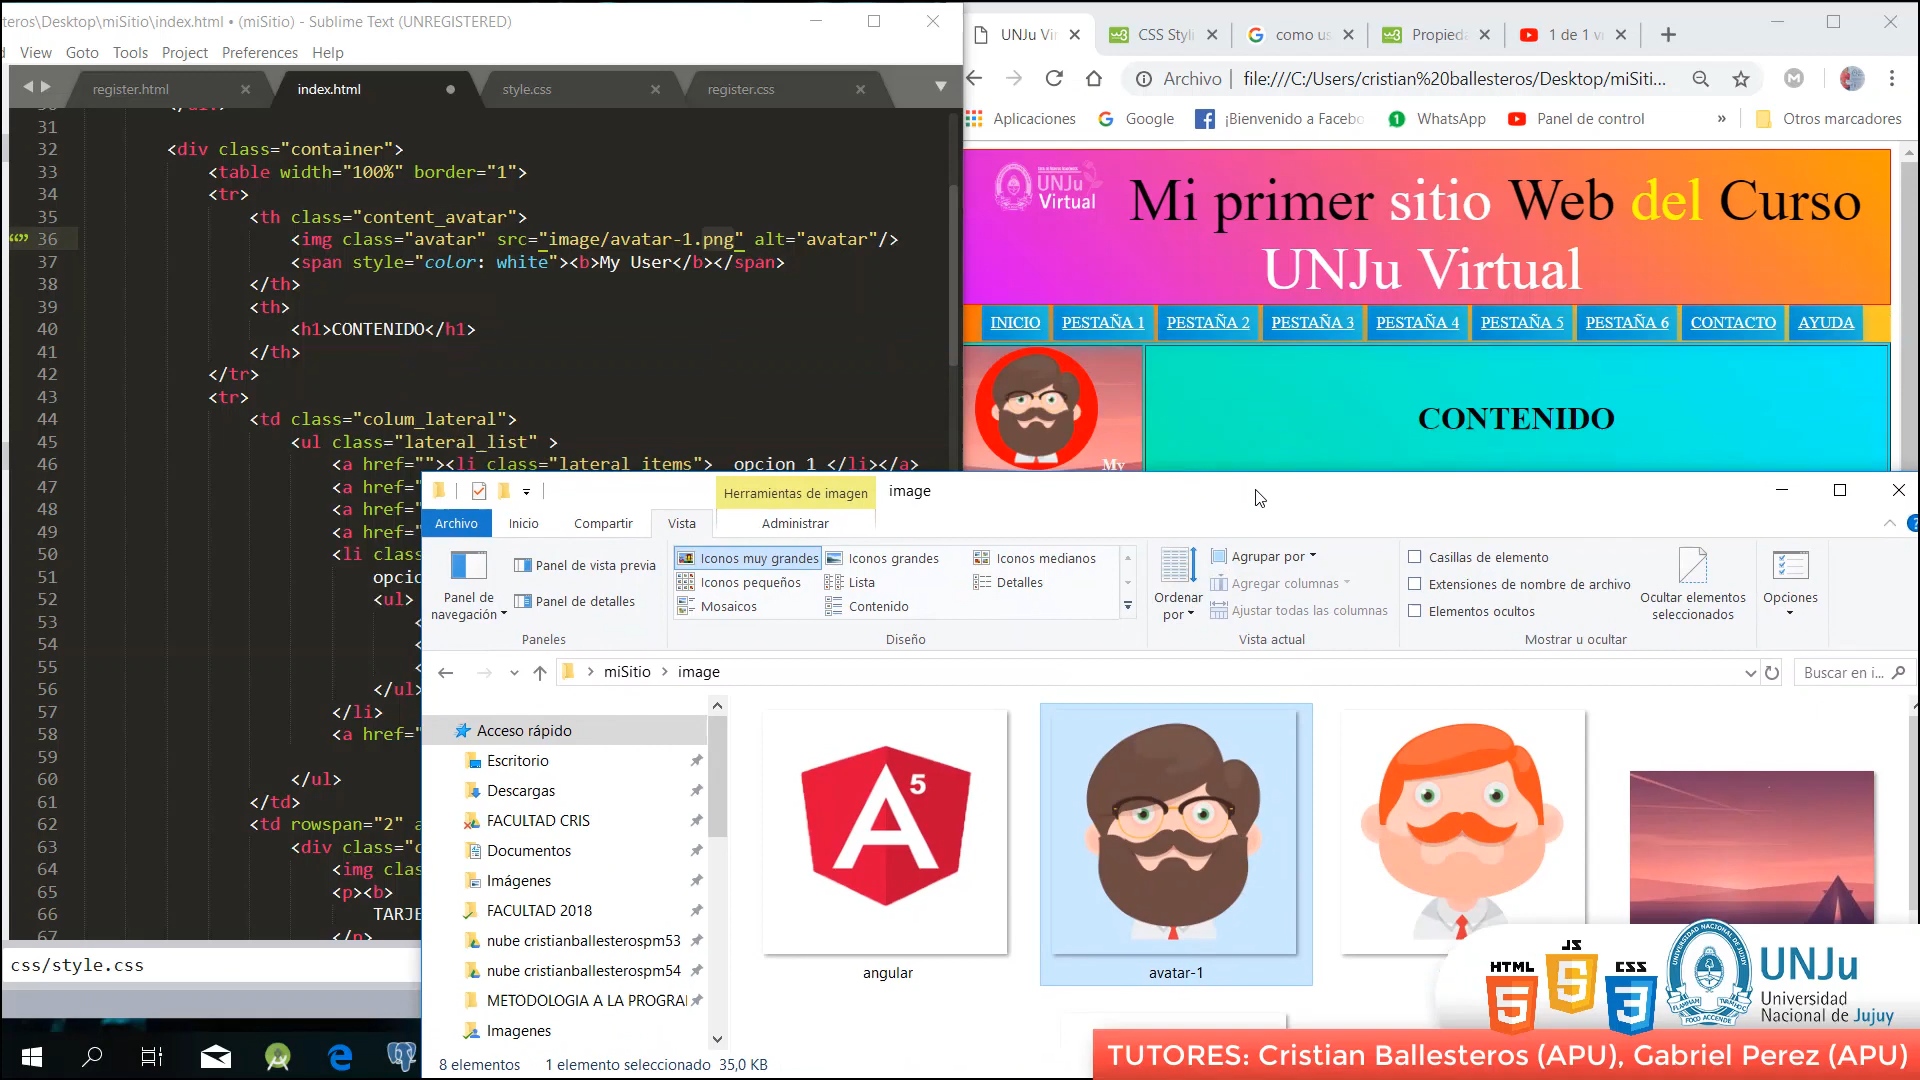 teros\Desktop\miSitio\index.html • (miSitio) - Sublime Text (UNREGISTERED)
View Goto Tools Project Preferences Help
register.html index.html style.css register.css
31
32 <div class="container">
33 <table width="100%" border="1">
34 <tr>
35 <th class="content_avatar">
36 <img class="avatar" src="image/avatar-1.png" alt="avatar"/>
37 <span style="color: white"><b>My User</b></span>
38 </th>
39 <th>
40 <h1>CONTENIDO</h1>
41 </th>
42 </tr>
43 <tr>
44 <td class="colum_lateral">
45 <ul class="lateral_list" >
46 <a href=""><li class="lateral_items"> opcion 1 </li></a>
47 <a href="
48 <a href="
49 <a href="
50 <li class
51 opcio
52 <ul>
53 <
54 <
55 <
56 </ul>
57 </li>
58 <a href="
59
60 </ul>
61 </td>
62 <td rowspan="2" a
63 <div class="c
64 <img clas
65 <p><b>
66 TARJE
67 </p>
css/style.css
UNJu Vir CSS Styli como us Propieda 1 de 1 vi
Archivo file:///C:/Users/cristian%20ballesteros/Desktop/miSiti...
Aplicaciones Google ¡Bienvenido a Facebo WhatsApp Panel de control » Otros marcadores
UNJu
Virtual
Mi primer sitio Web del Curso
UNJu Virtual
INICIO PESTAÑA 1 PESTAÑA 2 PESTAÑA 3 PESTAÑA 4 PESTAÑA 5 PESTAÑA 6 CONTACTO AYUDA
CONTENIDO
My
Herramientas de imagen image
Archivo Inicio Compartir Vista Administrar
Panel de navegación
Panel de vista previa
Panel de detalles
Paneles
Iconos muy grandes Iconos grandes Iconos medianos
Iconos pequeños Lista Detalles
Mosaicos Contenido
Diseño
Ordenar por
Agrupar por
Agregar columnas
Ajustar todas las columnas
Vista actual
Casillas de elemento
Extensiones de nombre de archivo
Elementos ocultos
Ocultar elementos seleccionados
Mostrar u ocultar
Opciones
miSitio > image
Buscar en i...
Acceso rápido
Escritorio
Descargas
FACULTAD CRIS
Documentos
Imágenes
FACULTAD 2018
nube cristianballesterospm53
nube cristianballesterospm54
METODOLOGIA A LA PROGRA
Imagenes
A 5
angular
avatar-1
8 elementos 1 elemento seleccionado 35,0 KB
HTML
5
JS
5
CSS
3
UNJu
Universidad
Nacional de Jujuy
TUTORES: Cristian Ballesteros (APU), Gabriel Perez (APU)